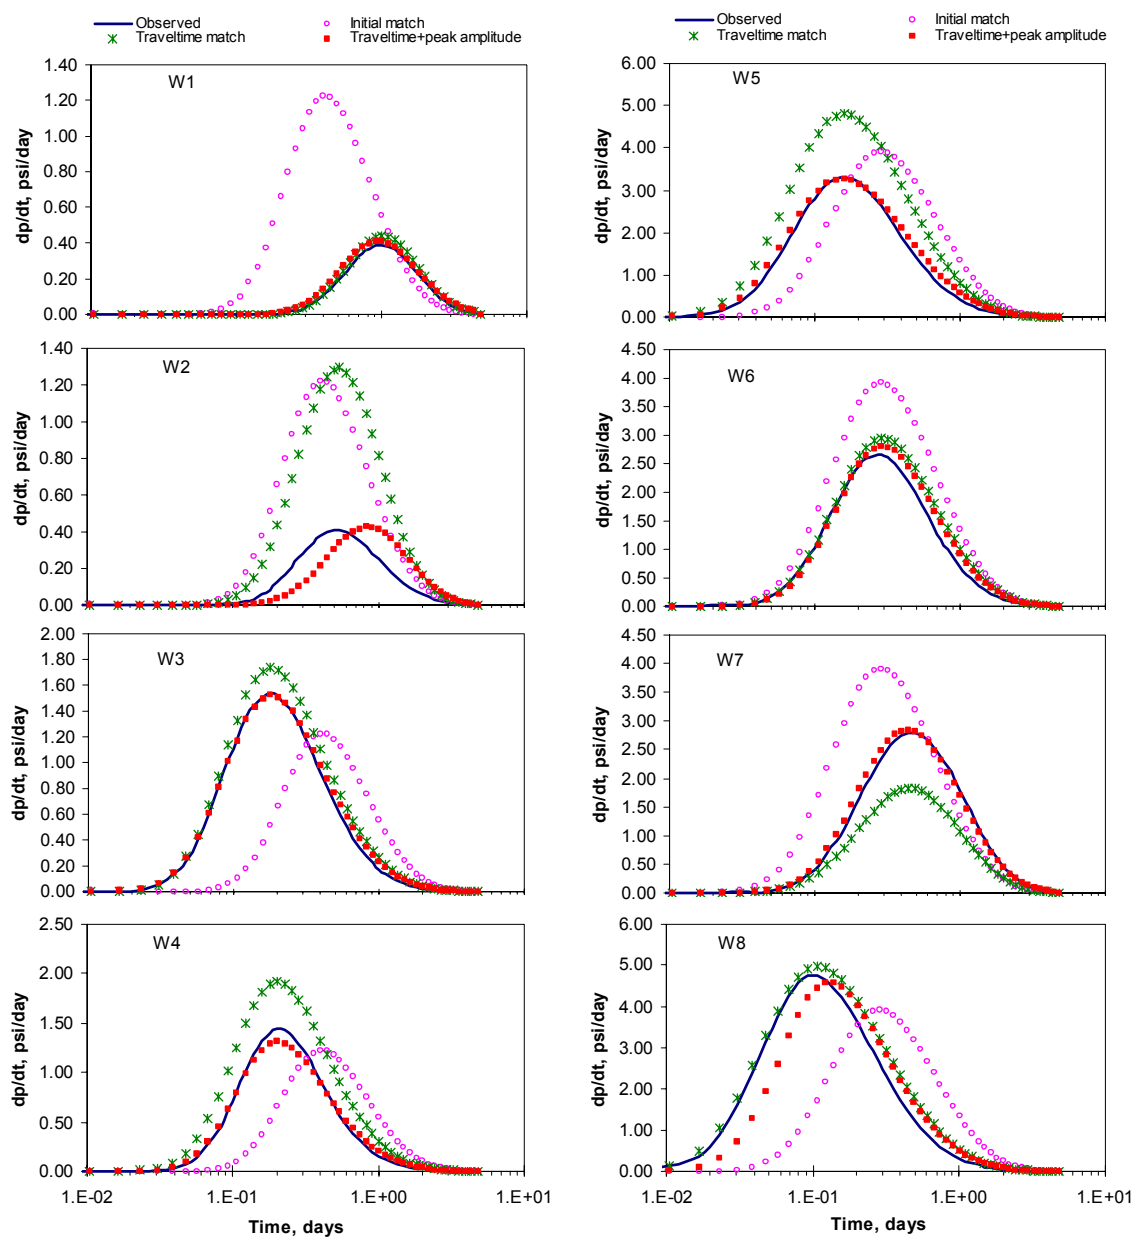 Observed
Initial match
Traveltime match
Traveltime+peak amplitude
Observed
Initial match
Traveltime match
Traveltime+peak amplitude
W1
dp/dt, psi/day
1.40
1.20
1.00
0.80
0.60
0.40
0.20
0.00
W5
dp/dt, psi/day
6.00
5.00
4.00
3.00
2.00
1.00
0.00
W2
dp/dt, psi/day
1.40
1.20
1.00
0.80
0.60
0.40
0.20
0.00
W6
dp/dt, psi/day
4.50
4.00
3.50
3.00
2.50
2.00
1.50
1.00
0.50
0.00
W3
dp/dt, psi/day
2.00
1.80
1.60
1.40
1.20
1.00
0.80
0.60
0.40
0.20
0.00
W7
dp/dt, psi/day
4.50
4.00
3.50
3.00
2.50
2.00
1.50
1.00
0.50
0.00
W4
dp/dt, psi/day
2.50
2.00
1.50
1.00
0.50
0.00
1.E-02 1.E-01 1.E+00 1.E+01
Time, days
W8
dp/dt, psi/day
6.00
5.00
4.00
3.00
2.00
1.00
0.00
1.E-02 1.E-01 1.E+00 1.E+01
Time, days